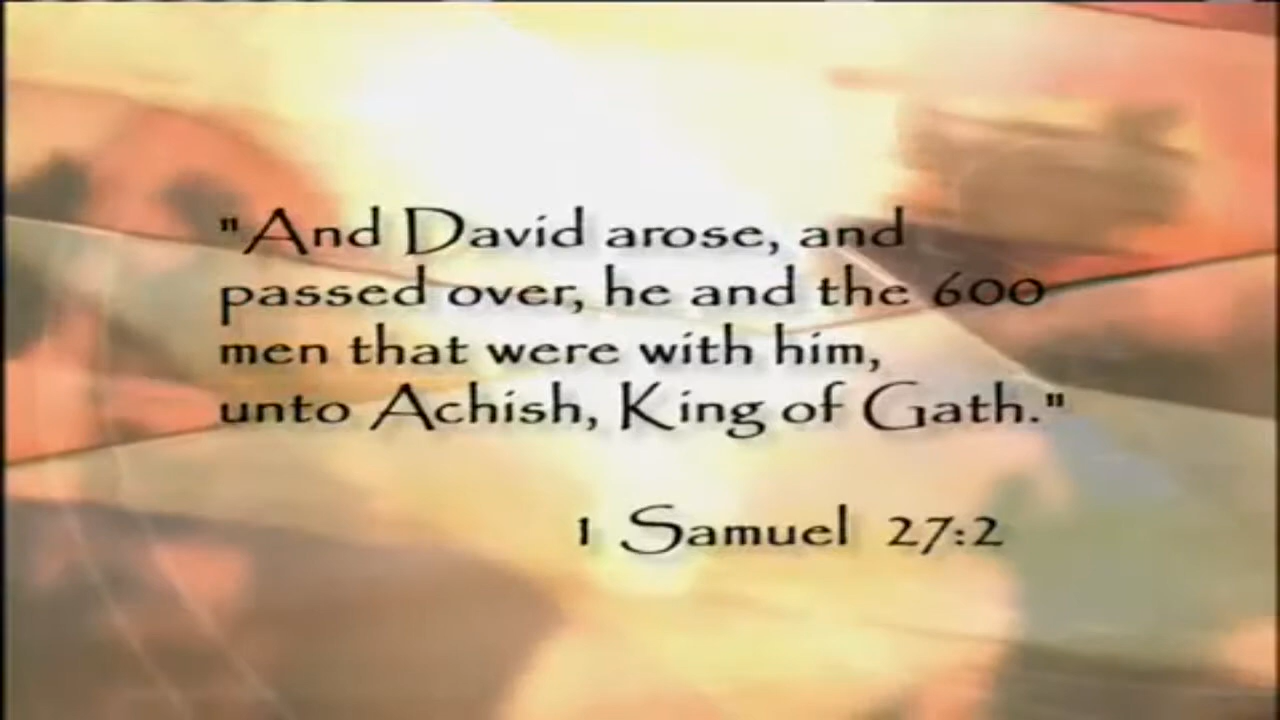 "And David arose, and
passed over, he and the 600
men that were with him,
unto Achish, King of Gath."
1 Samuel 27:2